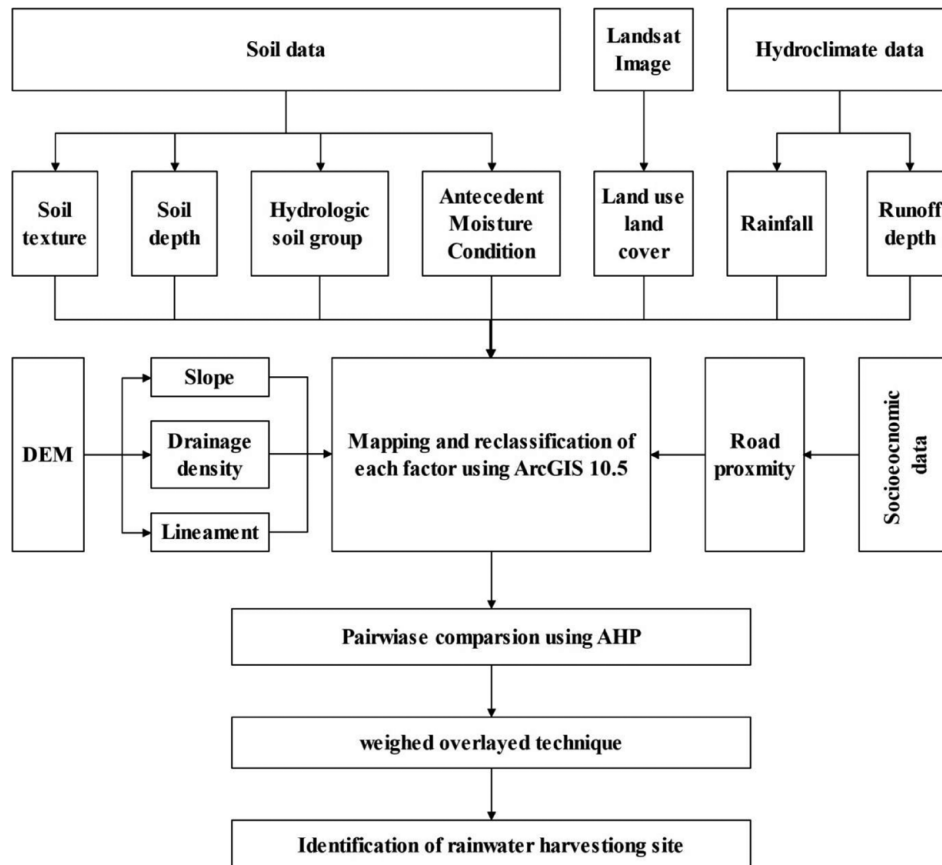 Soil data
Landsat
Image
Hydroclimate data
Soil
texture
Soil
depth
Hydrologic
soil group
Antecedent
Moisture
Condition
Land use
land
cover
Rainfall
Runoff
depth
DEM
Slope
Drainage
density
Lineament
Mapping and reclassification of
each factor using ArcGIS 10.5
Road
proxmity
Socioeocnomic
data
Pairwiase comparsion using AHP
weighed overlayed technique
Identification of rainwater harvestiong site